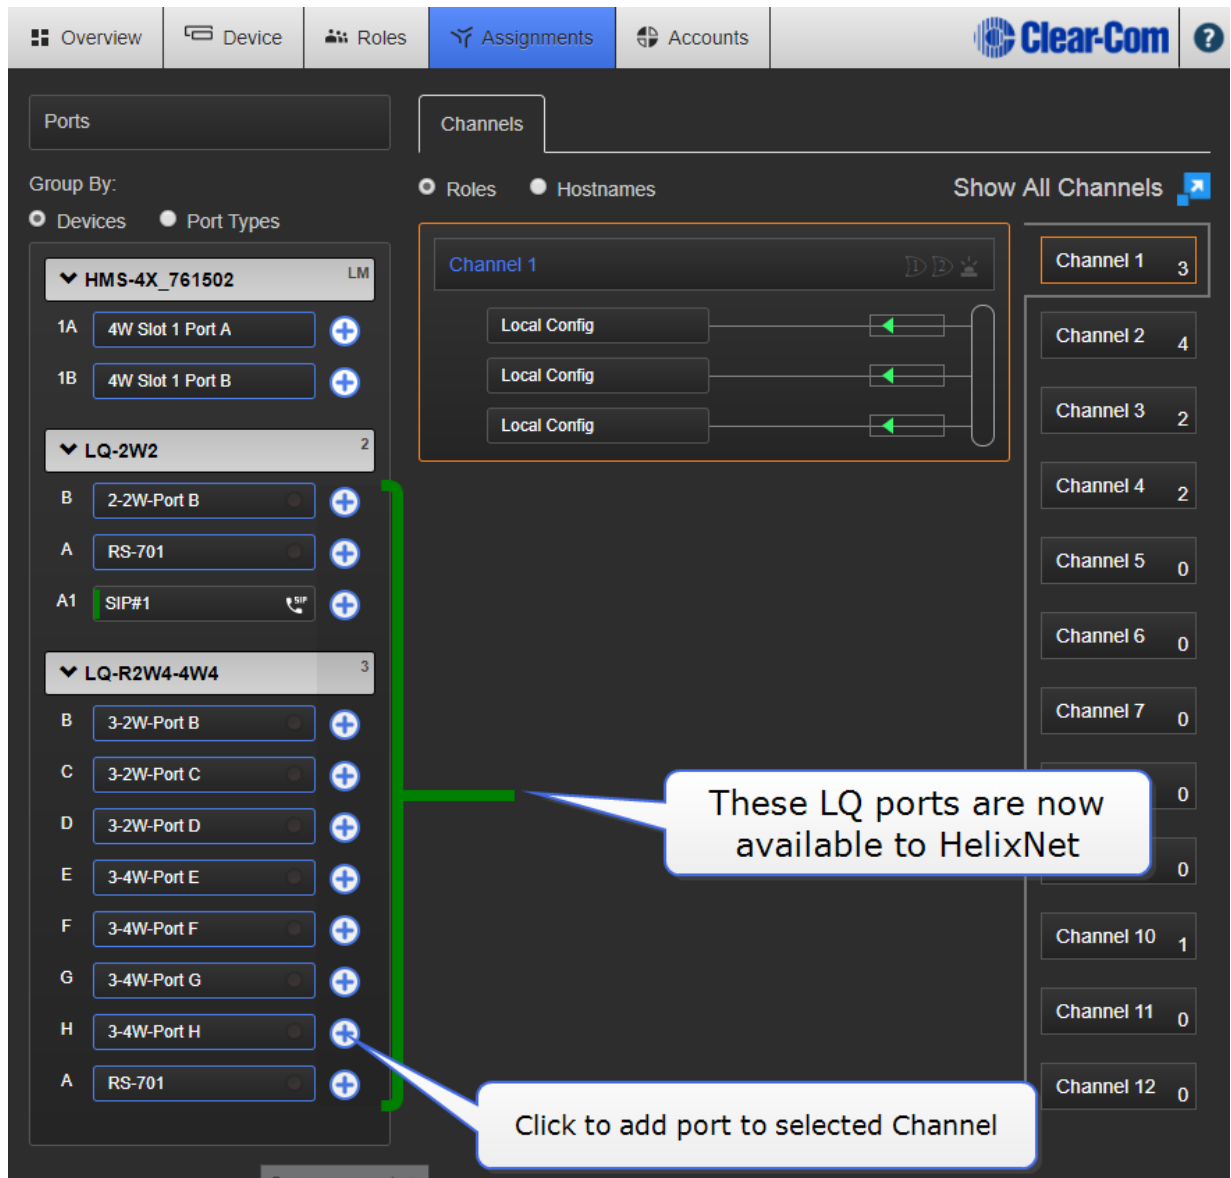 Overview
Device
Roles
Assignments
Accounts
Clear-Com
?
Ports
Channels
Group By:
Devices
Port Types
Roles
Hostnames
Show All Channels
HMS-4X_761502 LM
1A 4W Slot 1 Port A
1B 4W Slot 1 Port B
LQ-2W2 2
B 2-2W-Port B
A RS-701
A1 SIP#1 SIP
LQ-R2W4-4W4 3
B 3-2W-Port B
C 3-2W-Port C
D 3-2W-Port D
E 3-4W-Port E
F 3-4W-Port F
G 3-4W-Port G
H 3-4W-Port H
A RS-701
Channel 1 1 2
Local Config
Local Config
Local Config
These LQ ports are now
available to HelixNet
Click to add port to selected Channel
Channel 1 3
Channel 2 4
Channel 3 2
Channel 4 2
Channel 5 0
Channel 6 0
Channel 7 0
0
0
Channel 10 1
Channel 11 0
Channel 12 0